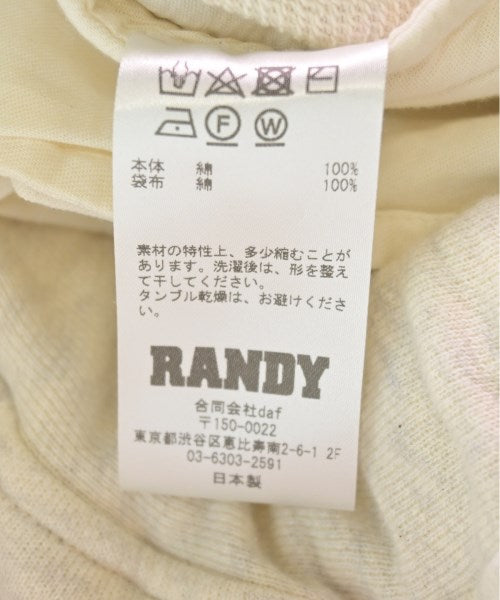 F W
本体 綿 100%
袋布 綿 100%
素材の特性上、多少縮むことが
あります。洗濯後は、形を整え
て干してください。
タンブル乾燥は、お避けくださ
い。
RANDY
合同会社daf
〒150-0022
東京都渋谷区恵比寿南2-6-1 2F
03-6303-2591
日本製